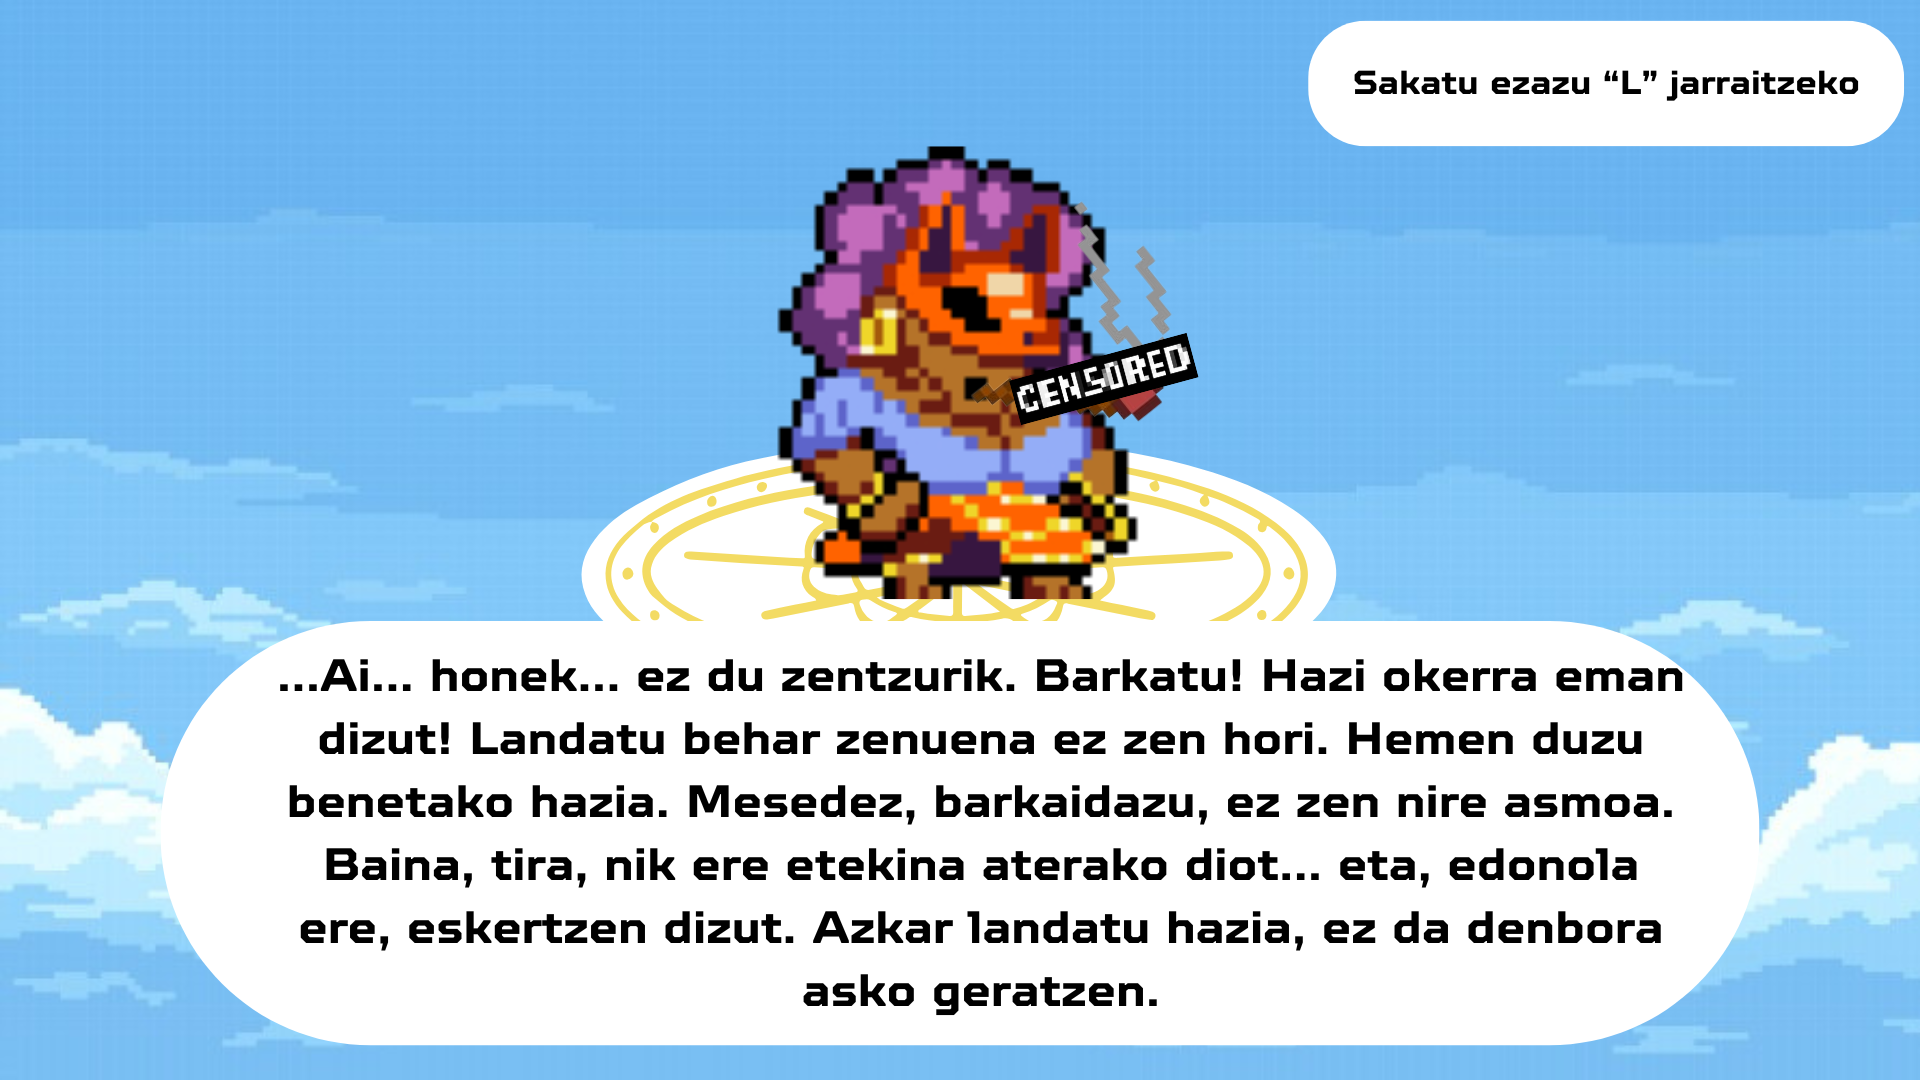 Sakatu ezazu “L” jarraitzeko
CENSORED
...Ai... honek... ez du zentzurik. Barkatu! Hazi okerra eman
dizut! Landatu behar zenuena ez zen hori. Hemen duzu
benetako hazia. Mesedez, barkaidazu, ez zen nire asmoa.
Baina, tira, nik ere etekina aterako diot... eta, edonola
ere, eskertzen dizut. Azkar landatu hazia, ez da denbora
asko geratzen.